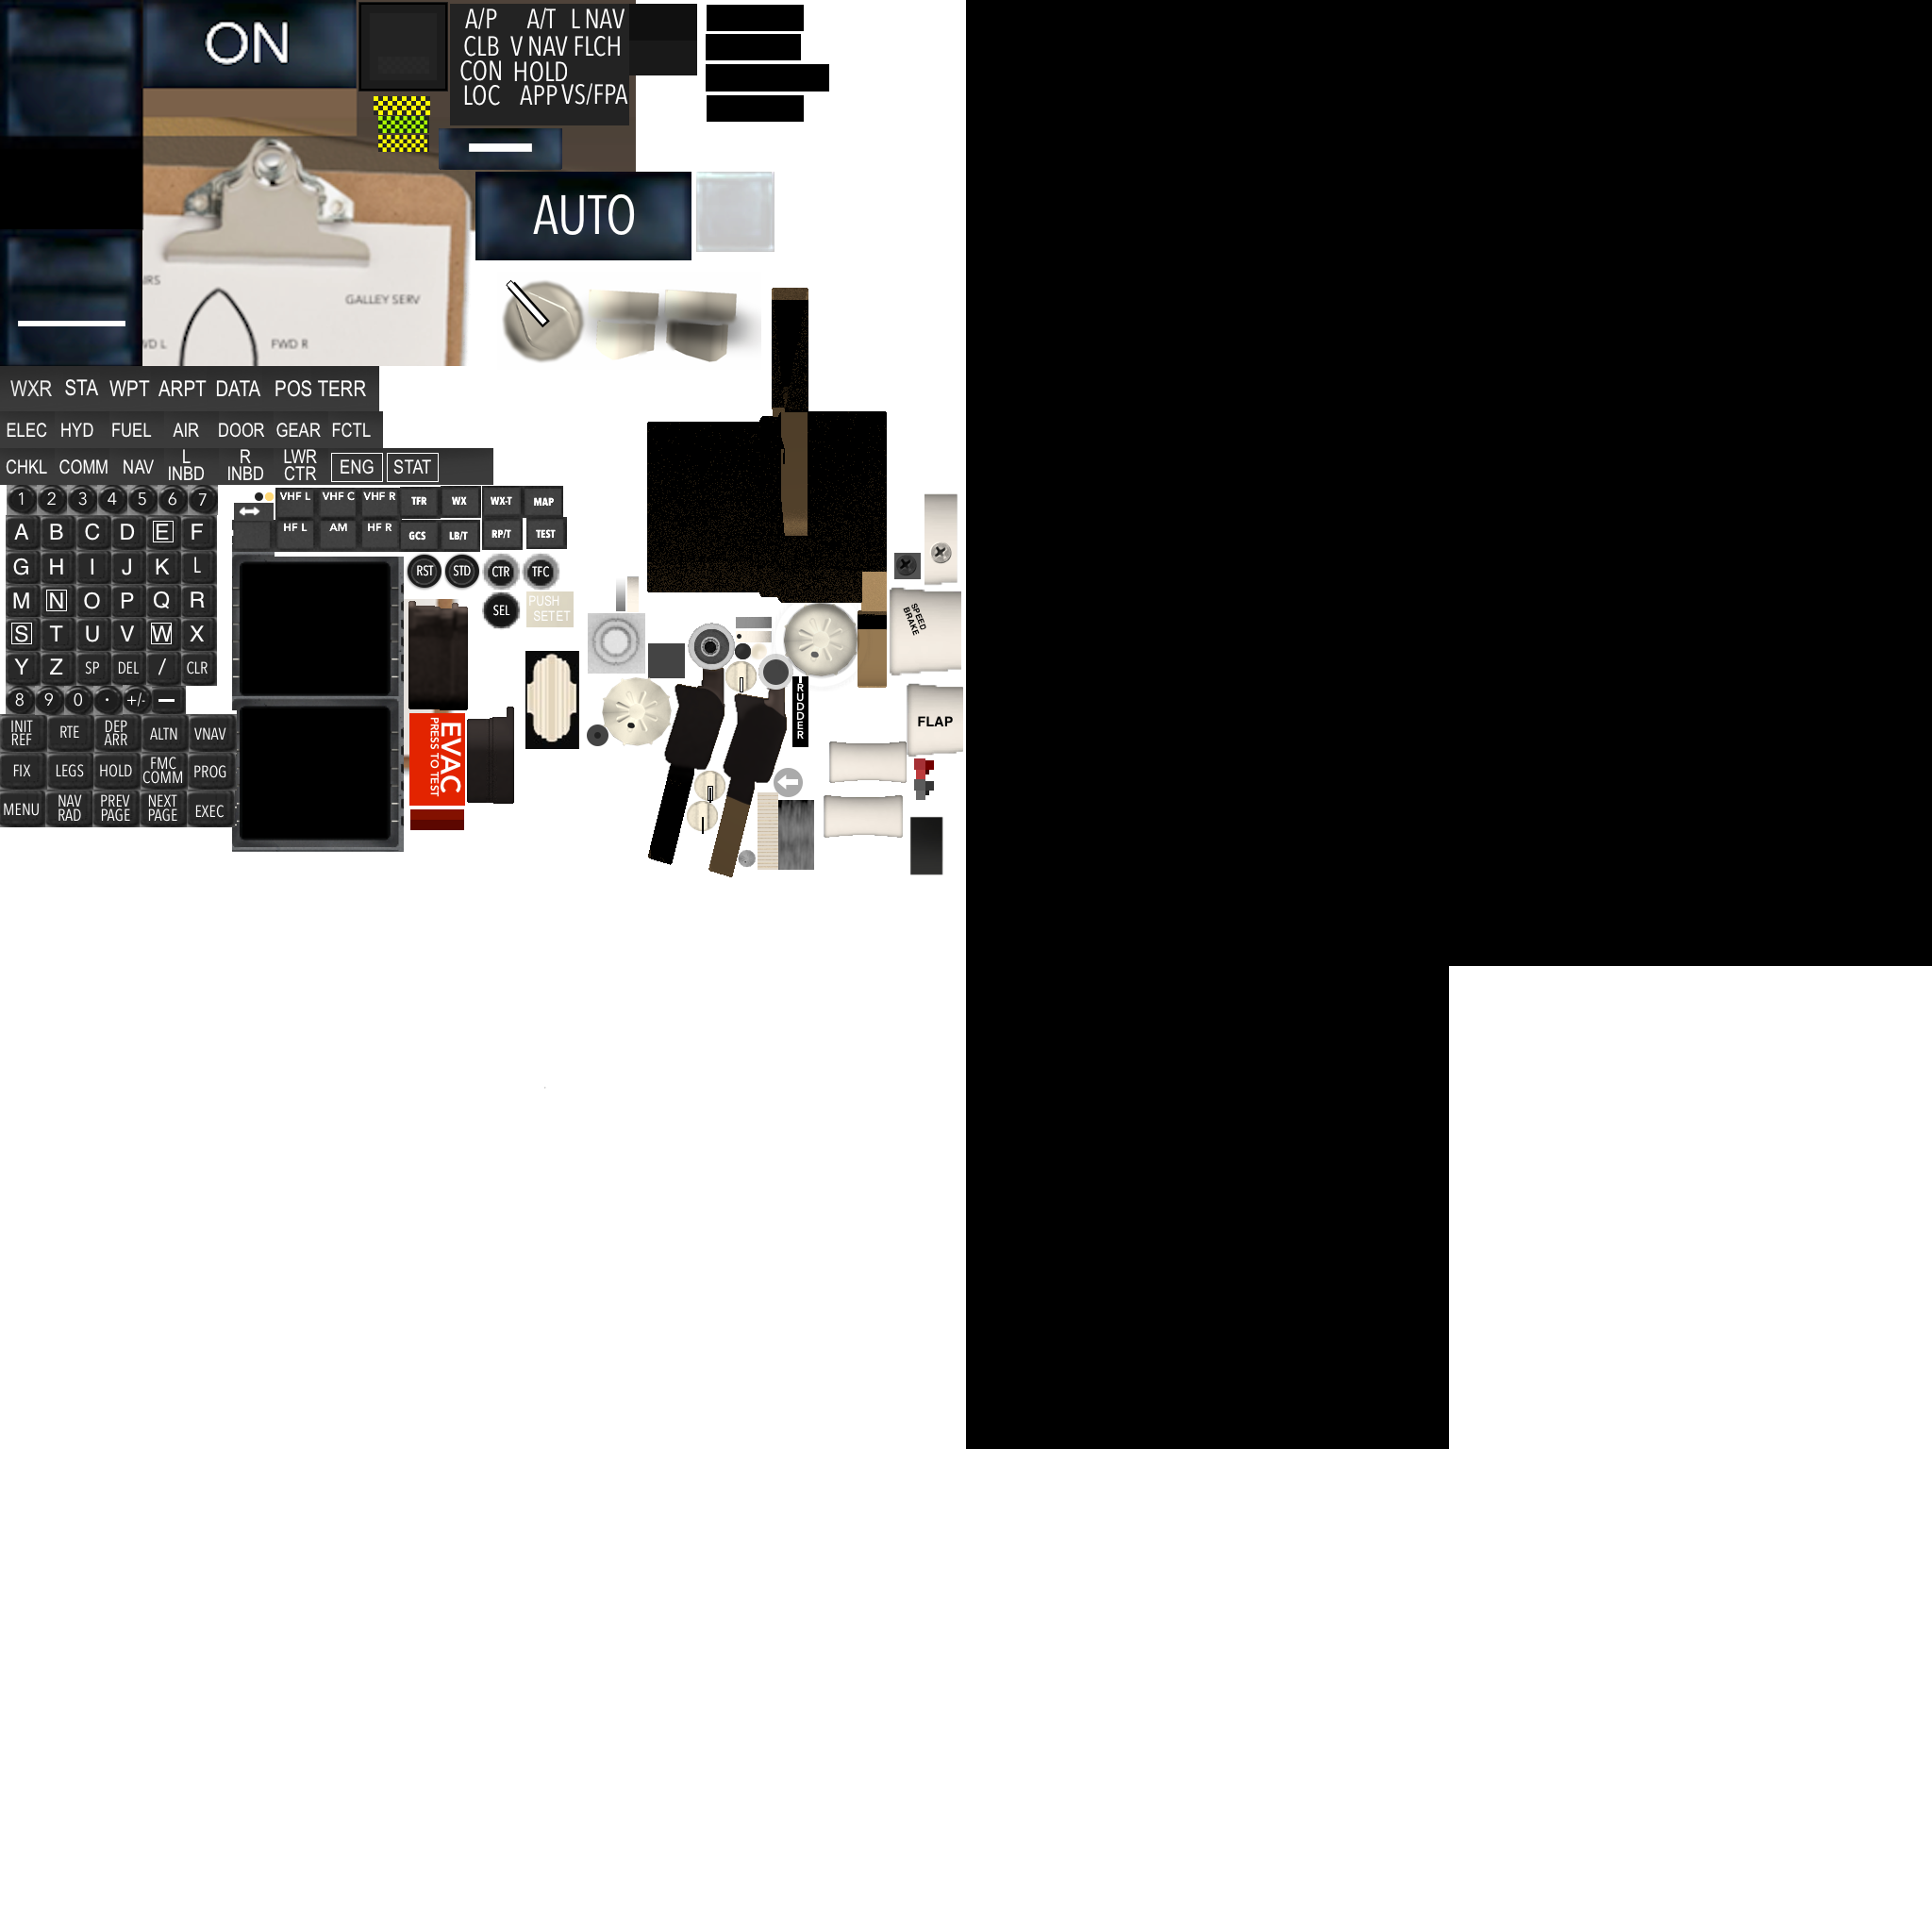 ON
A/P A/T L NAV
CLB V NAV FLCH
CON HOLD
LOC APP VS/FPA
AUTO
GALLEY SERV
FWD R
WXR STA WPT ARPT DATA POS TERR
ELEC HYD FUEL AIR DOOR GEAR FCTL
CHKL COMM NAV L INBD R INBD LWR CTR ENG STAT
1 2 3 4 5 6 7
VHF L VHF C VHF R TFR WX WX-T MAP
HF L AM HF R GCS LB/T RP/T TEST
A B C D E F
G H I J K L
M N O P Q R
S T U V W X
Y Z SP DEL / CLR
8 9 0 . +/- —
INIT REF RTE DEP ARR ALTN VNAV
FIX LEGS HOLD FMC COMM PROG
MENU NAV RAD PREV PAGE NEXT PAGE EXEC
RST STD CTR TFC
SEL
PUSH
SETET
EVAC
PRESS TO TEST
SPEED
BRAKE
FLAP